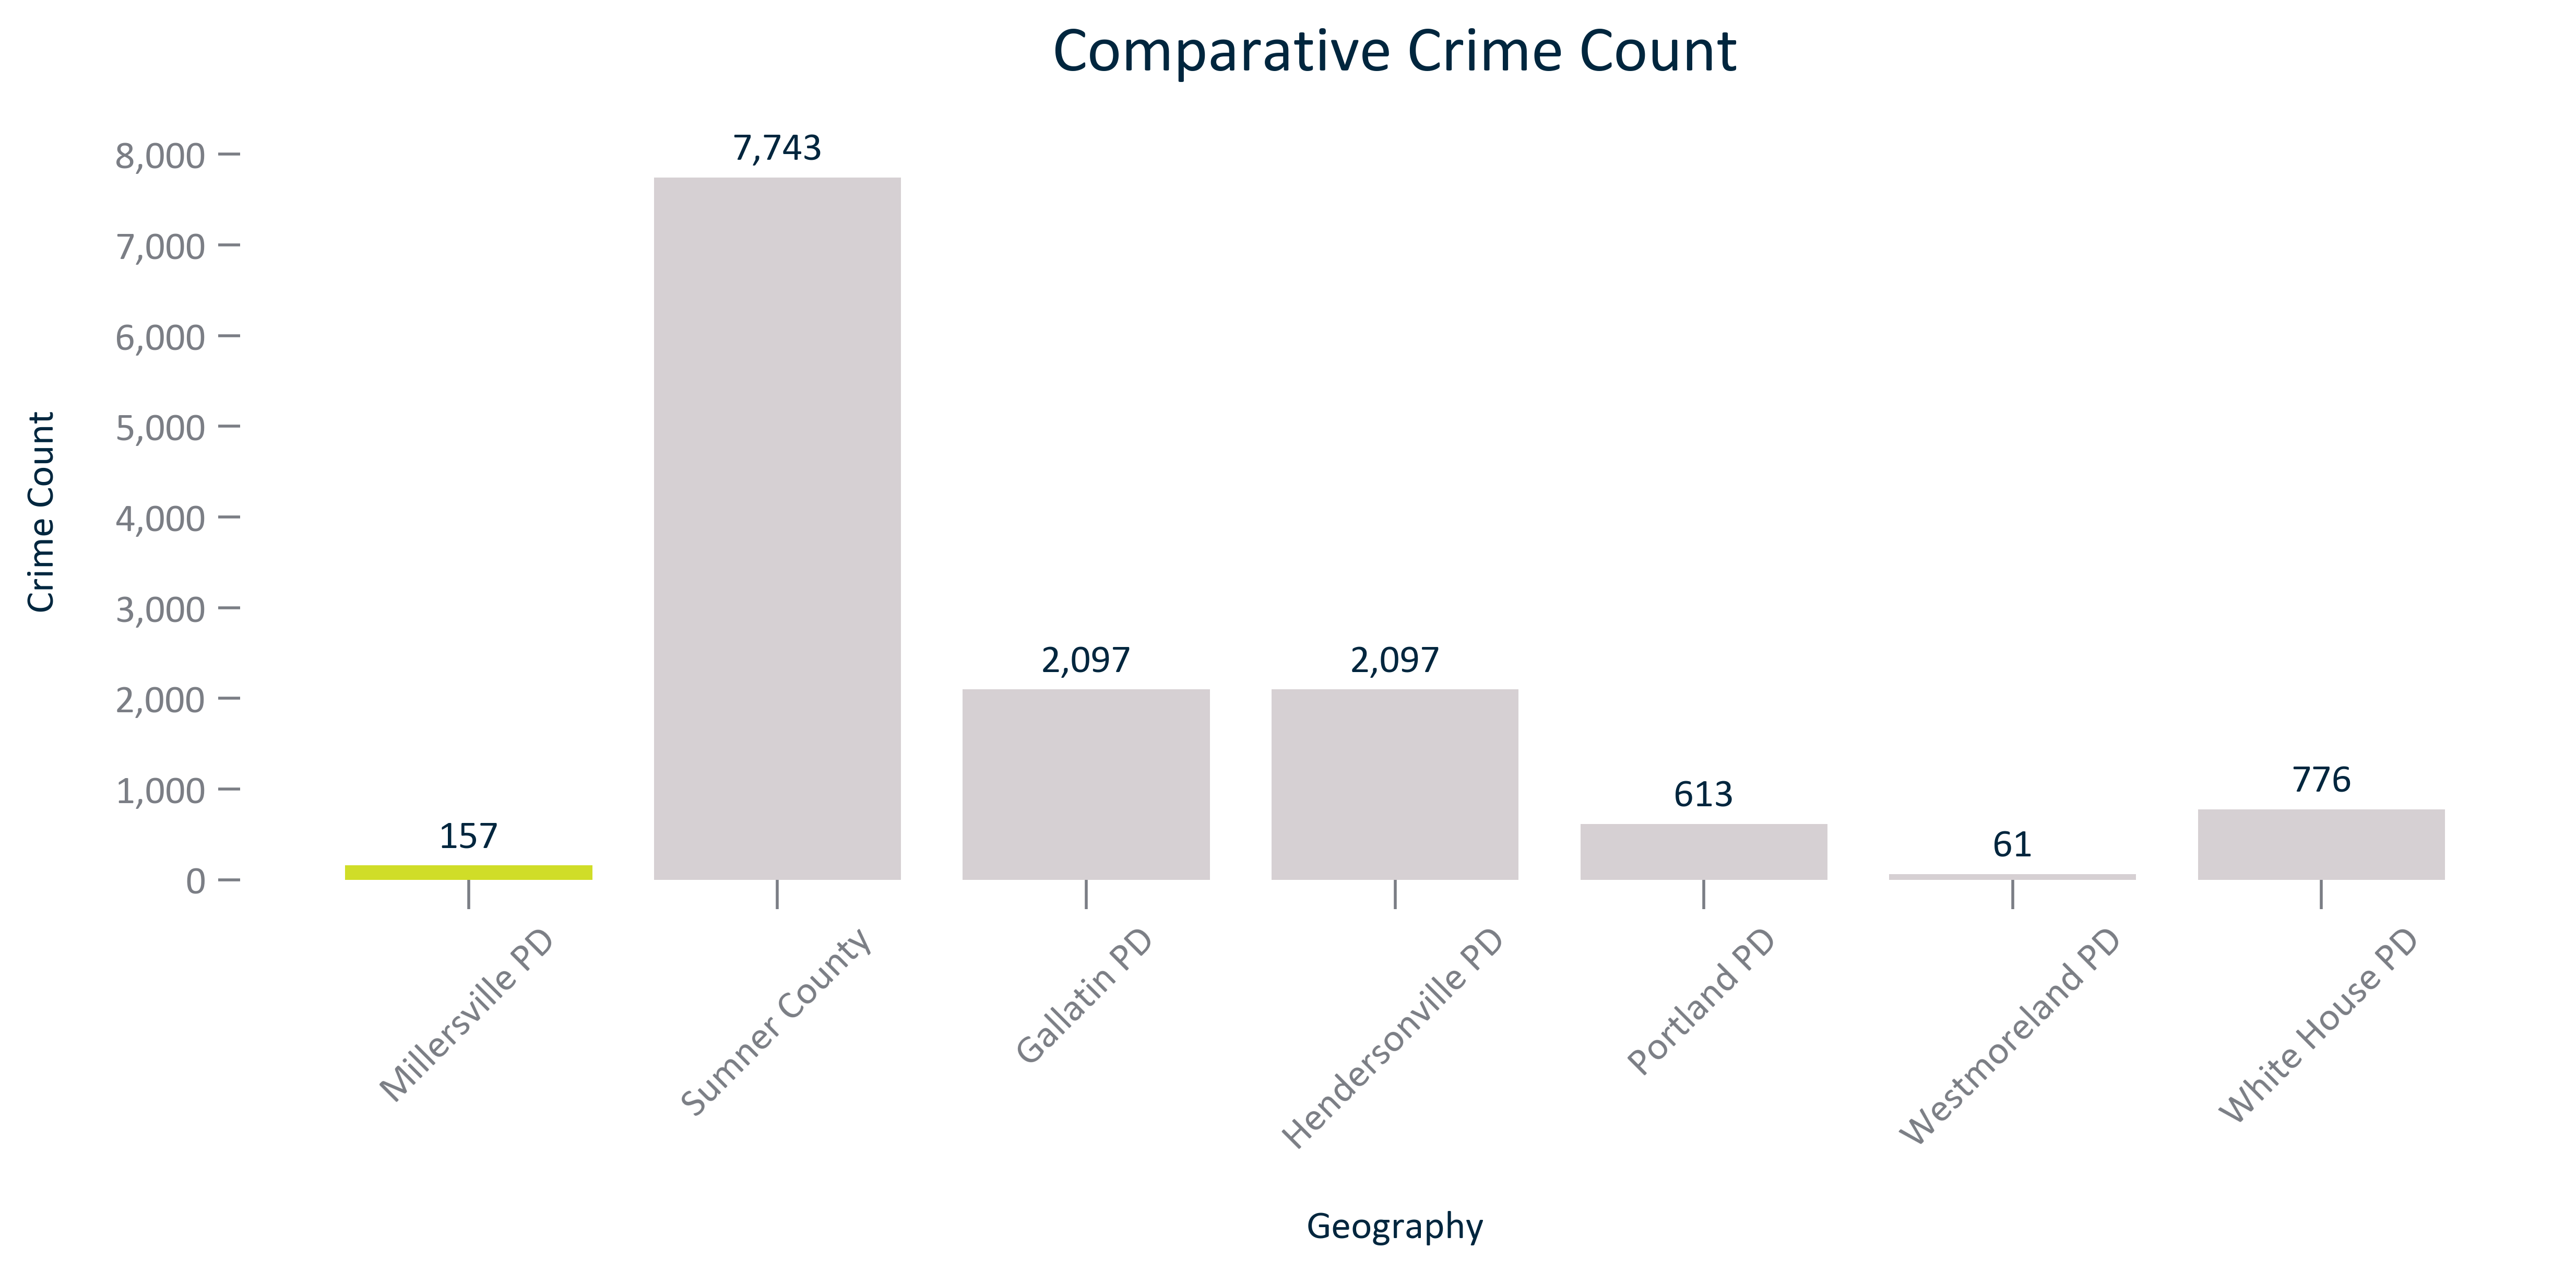 Comparative Crime Count
Crime Count
8,000
7,000
6,000
5,000
4,000
3,000
2,000
1,000
0
157
7,743
2,097
2,097
613
61
776
Millersville PD
Sumner County
Gallatin PD
Hendersonville PD
Portland PD
Westmoreland PD
White House PD
Geography